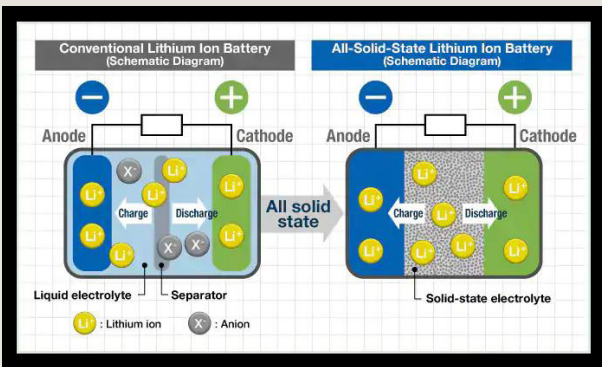 Conventional Lithium Ion Battery
(Schematic Diagram)
All-Solid-State Lithium Ion Battery
(Schematic Diagram)
−
+
−
+
Anode
Cathode
Anode
Cathode
X⁻
Li⁺
Li⁺
Li⁺
Li⁺
Charge
Discharge
Li⁺
Li⁺
X⁻
X⁻
Li⁺
All solid
state
Li⁺
Li⁺
Li⁺
Charge
Li⁺
Discharge
Li⁺
Li⁺
Li⁺
Li⁺
Liquid electrolyte
Separator
Solid-state electrolyte
Li⁺ : Lithium ion
X⁻ : Anion